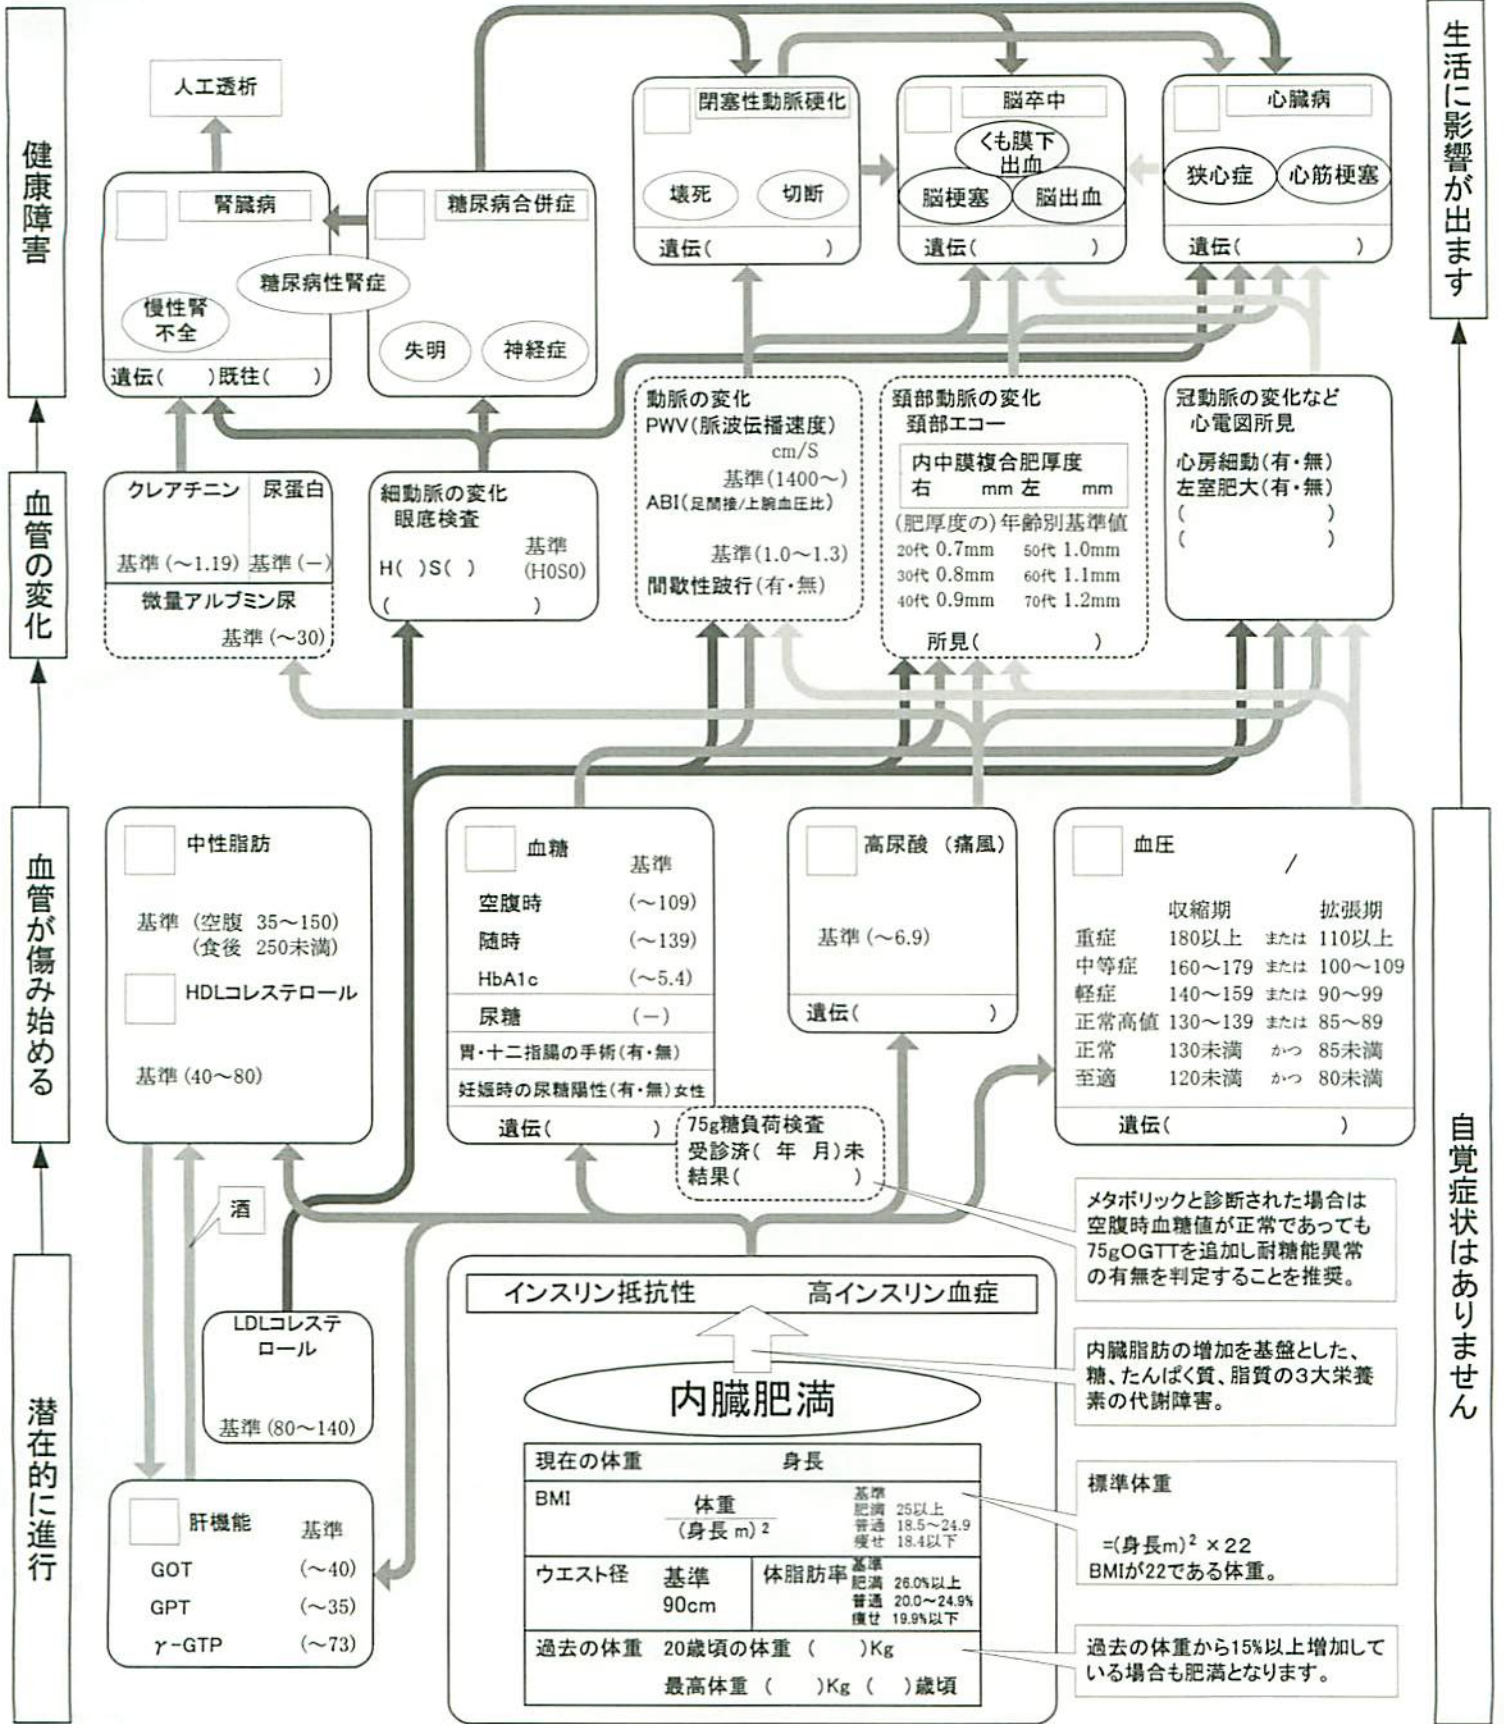 健康障害
血管の変化
血管が傷み始める
潜在的に進行
生活に影響が出ます
自覚症状はありません
人工透析
腎臓病
慢性腎
不全
遺伝( )既往( )
糖尿病性腎症
糖尿病合併症
失明
神経症
閉塞性動脈硬化
壊死
切断
遺伝( )
脳卒中
くも膜下
出血
脳梗塞
脳出血
遺伝( )
心臓病
狭心症
心筋梗塞
遺伝( )
クレアチニン
基準(～1.19)
尿蛋白
基準(－)
微量アルブミン尿
基準(～30)
細動脈の変化
眼底検査
H( )S( )
基準
(H0S0)
( )
動脈の変化
PWV(脈波伝播速度)
cm/S
基準(1400～)
ABI(足関接/上腕血圧比)
基準(1.0～1.3)
間歇性跛行(有・無)
頚部動脈の変化
頚部エコー
内中膜複合肥厚度
右 mm 左 mm
(肥厚度の)年齢別基準値
20代 0.7mm 50代 1.0mm
30代 0.8mm 60代 1.1mm
40代 0.9mm 70代 1.2mm
所見( )
冠動脈の変化など
心電図所見
心房細動(有・無)
左室肥大(有・無)
( )
( )
中性脂肪
基準 (空腹 35～150)
(食後 250未満)
HDLコレステロール
基準(40～80)
血糖
基準
空腹時 (～109)
随時 (～139)
HbA1c (～5.4)
尿糖 (－)
胃・十二指腸の手術(有・無)
妊娠時の尿糖陽性(有・無)女性
遺伝( )
75g糖負荷検査
受診済( 年 月)未
結果( )
高尿酸 (痛風)
基準(～6.9)
遺伝( )
血圧
/
収縮期 拡張期
重症 180以上 または 110以上
中等症 160～179 または 100～109
軽症 140～159 または 90～99
正常高値 130～139 または 85～89
正常 130未満 かつ 85未満
至適 120未満 かつ 80未満
遺伝( )
酒
LDLコレステ
ロール
基準(80～140)
肝機能
基準
GOT (～40)
GPT (～35)
γ-GTP (～73)
インスリン抵抗性 高インスリン血症
内臓肥満
現在の体重 身長
BMI
体重
(身長 m)²
基準
肥満 25以上
普通 18.5～24.9
痩せ 18.4以下
ウエスト径
基準
90cm
体脂肪率
基準
肥満 26.0%以上
普通 20.0～24.9%
痩せ 19.9%以下
過去の体重 20歳頃の体重 ( )Kg
最高体重 ( )Kg ( )歳頃
メタボリックと診断された場合は
空腹時血糖値が正常であっても
75gOGTTを追加し耐糖能異常
の有無を判定することを推奨。
内臓脂肪の増加を基盤とした、
糖、たんぱく質、脂質の3大栄養
素の代謝障害。
標準体重
=(身長m)² ×22
BMIが22である体重。
過去の体重から15%以上増加して
いる場合も肥満となります。